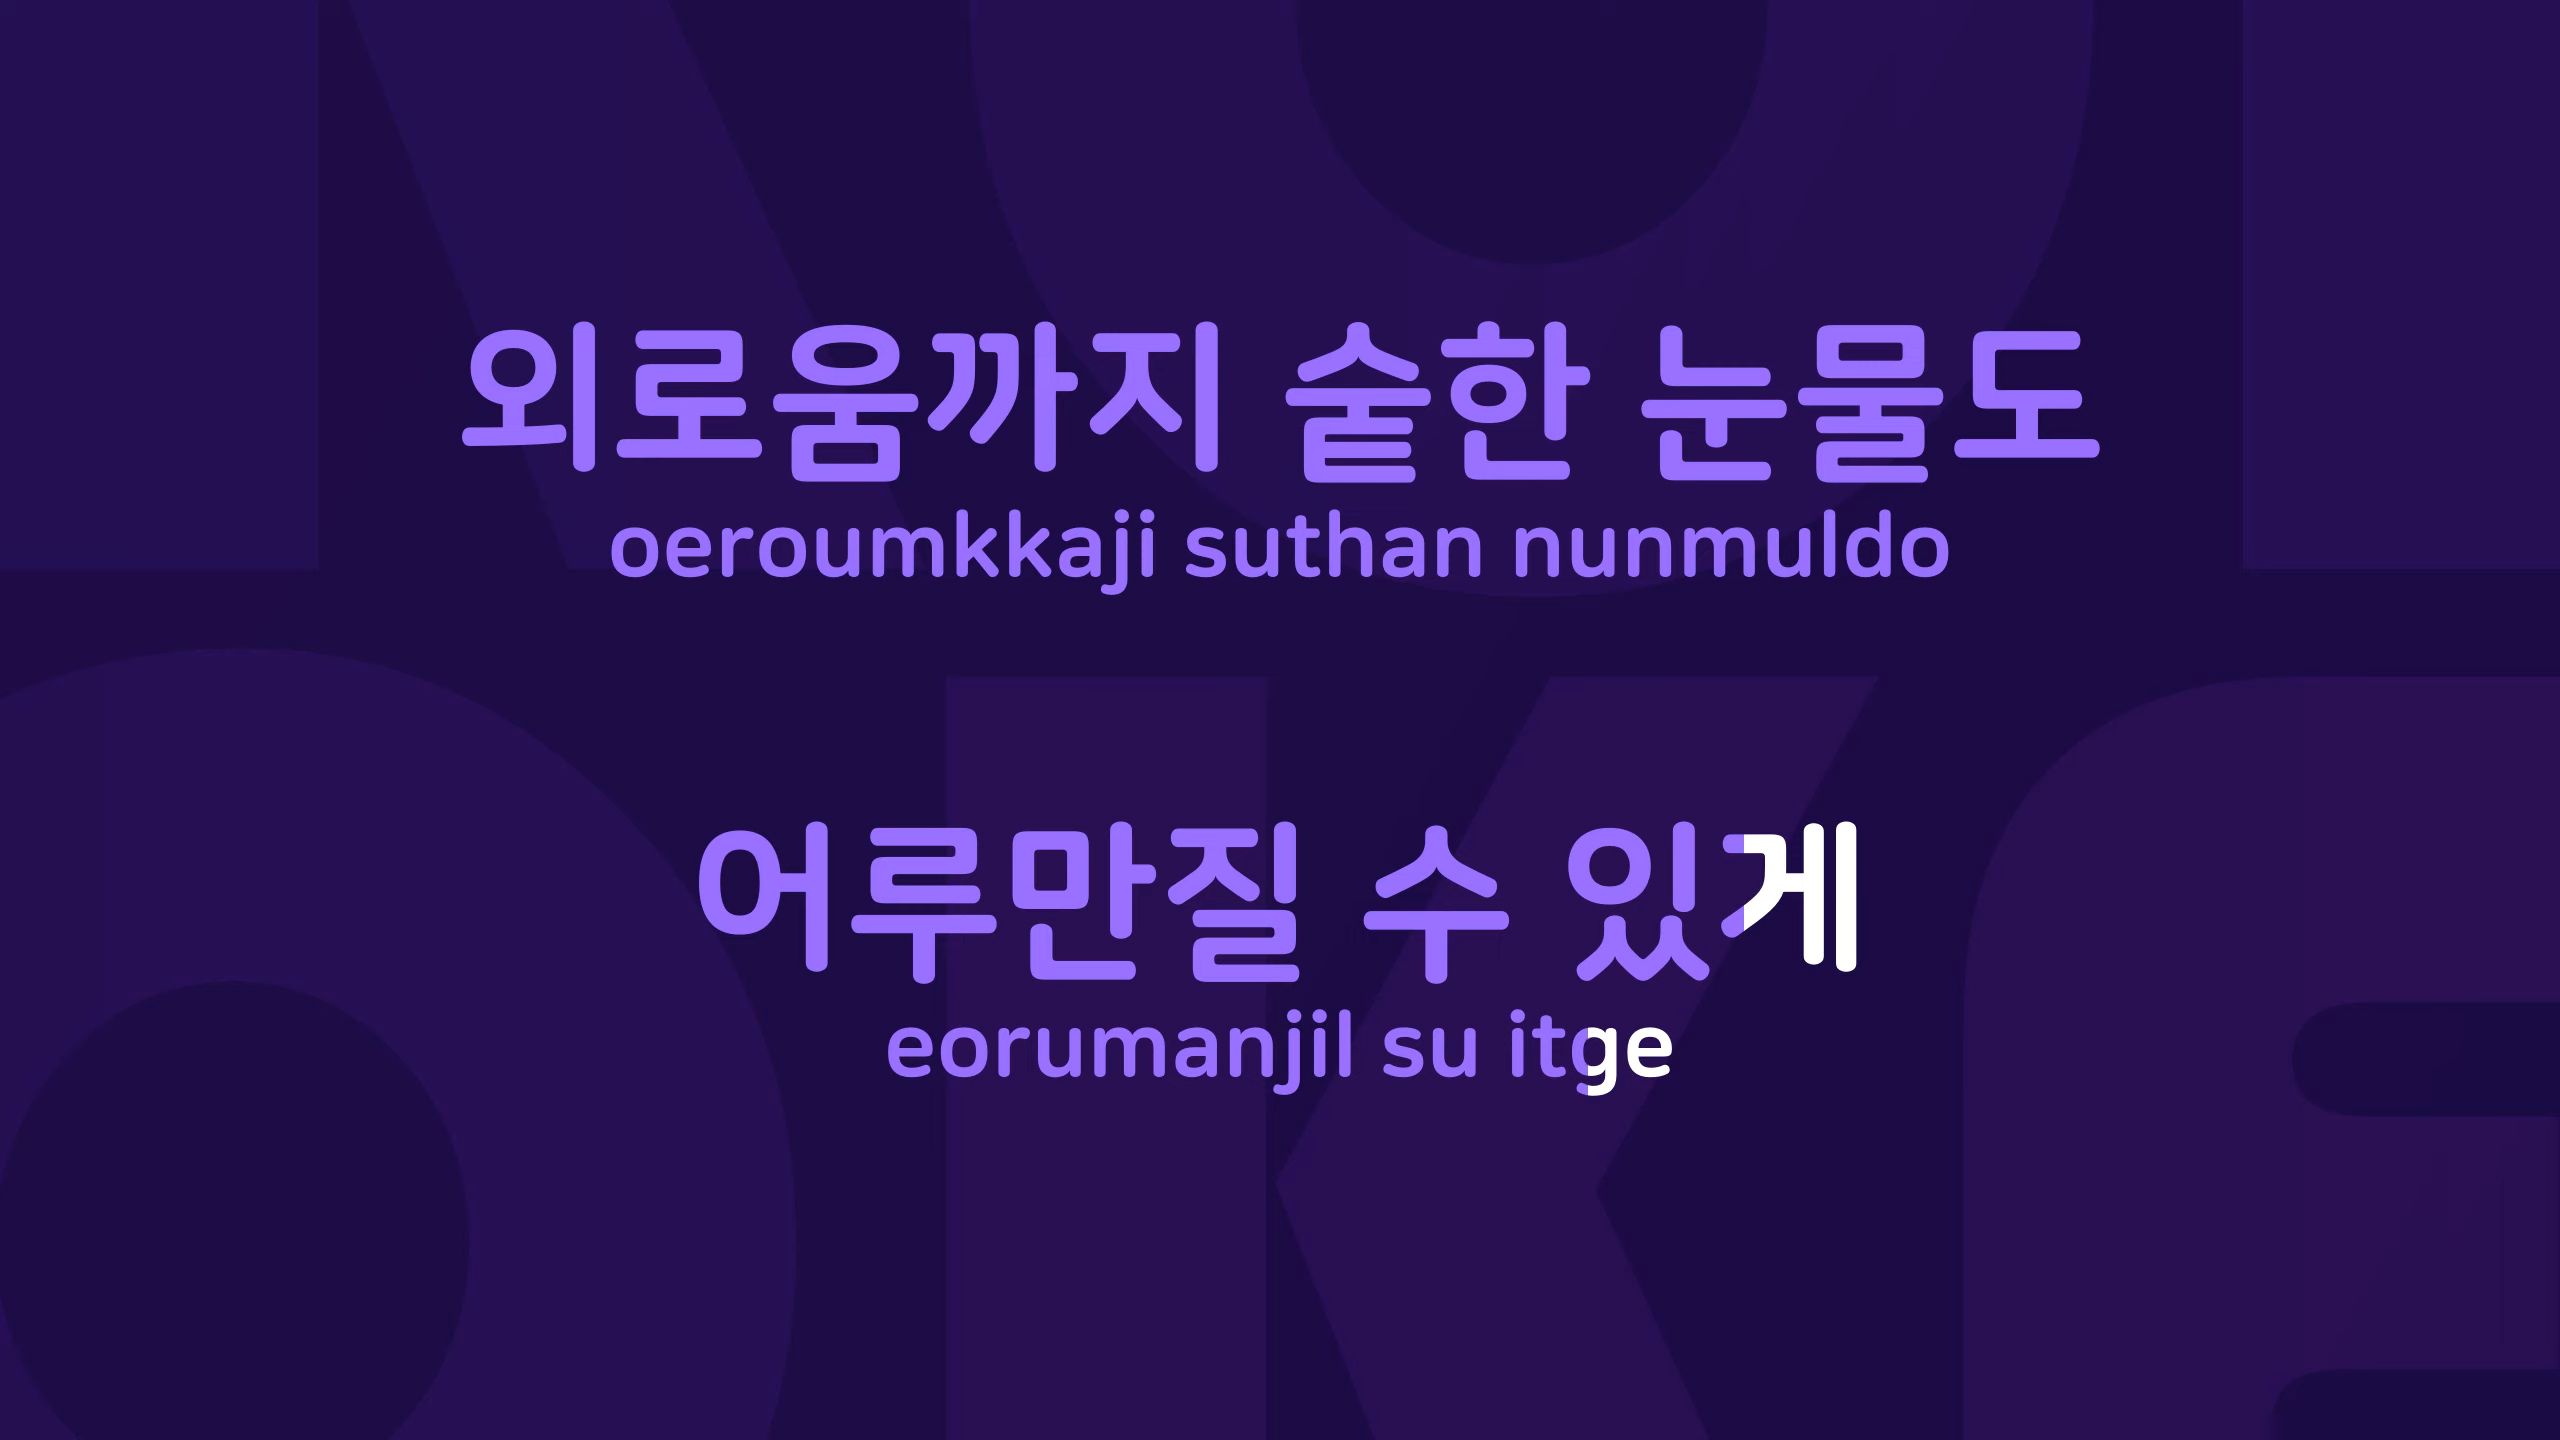 외로움까지 숱한 눈물도
oeroumkkaji suthan nunmuldo
어루만질 수 있게
eorumanjil su itge